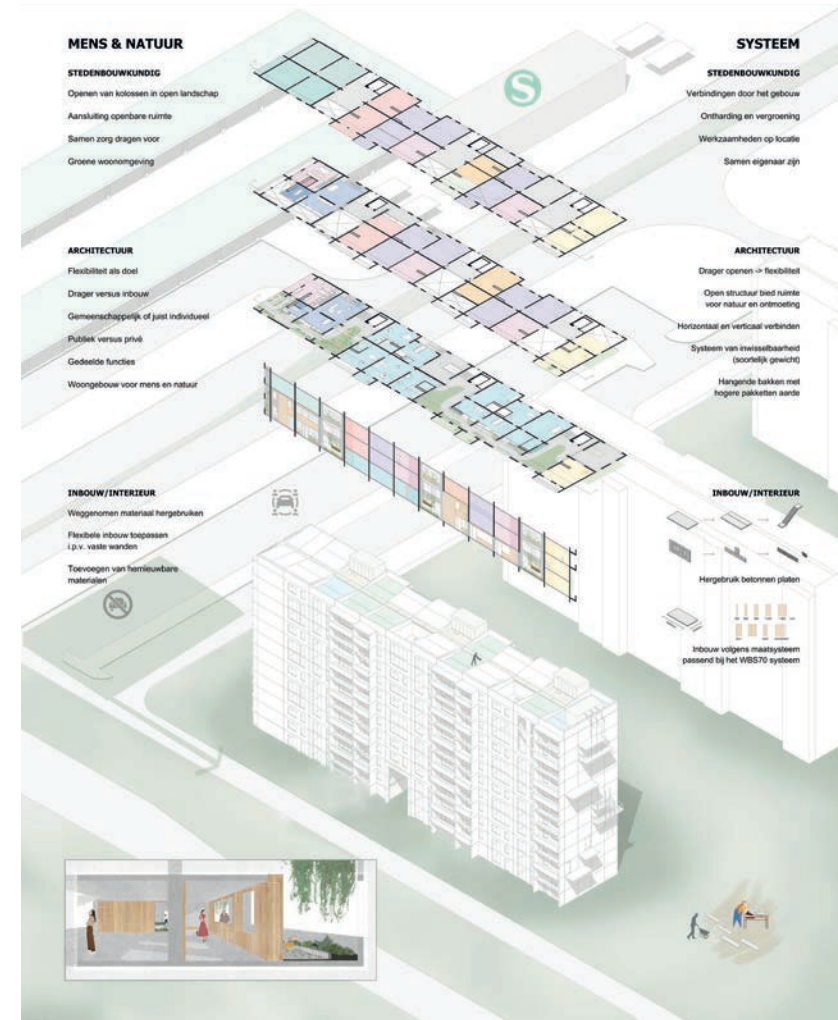 MENS & NATUUR
STEDENBOUWKUNDIG
Openen van kolossen in open landschap
Aansluiting openbare ruimte
Samen zorg dragen voor
Groene woonomgeving
ARCHITECTUUR
Flexibiliteit als doel
Drager versus inbouw
Gemeenschappelijk of juist individueel
Publiek versus privé
Gedeelde functies
Woongebouw voor mens en natuur
INBOUW/INTERIEUR
Weggenomen materiaal hergebruiken
Flexibele inbouw toepassen
i.p.v. vaste wanden
Toevoegen van hernieuwbare
materialen
S
SYSTEEM
STEDENBOUWKUNDIG
Verbindingen door het gebouw
Ontharding en vergroening
Werkzaamheden op locatie
Samen eigenaar zijn
ARCHITECTUUR
Drager openen -> flexibiliteit
Open structuur bied ruimte
voor natuur en ontmoeting
Horizontaal en verticaal verbinden
Systeem van inwisselbaarheid
(soortelijk gewicht)
Hangende bakken met
hogere pakketten aarde
INBOUW/INTERIEUR
Hergebruik betonnen platen
Inbouw volgens maatsysteem
passend bij het WBS70 systeem